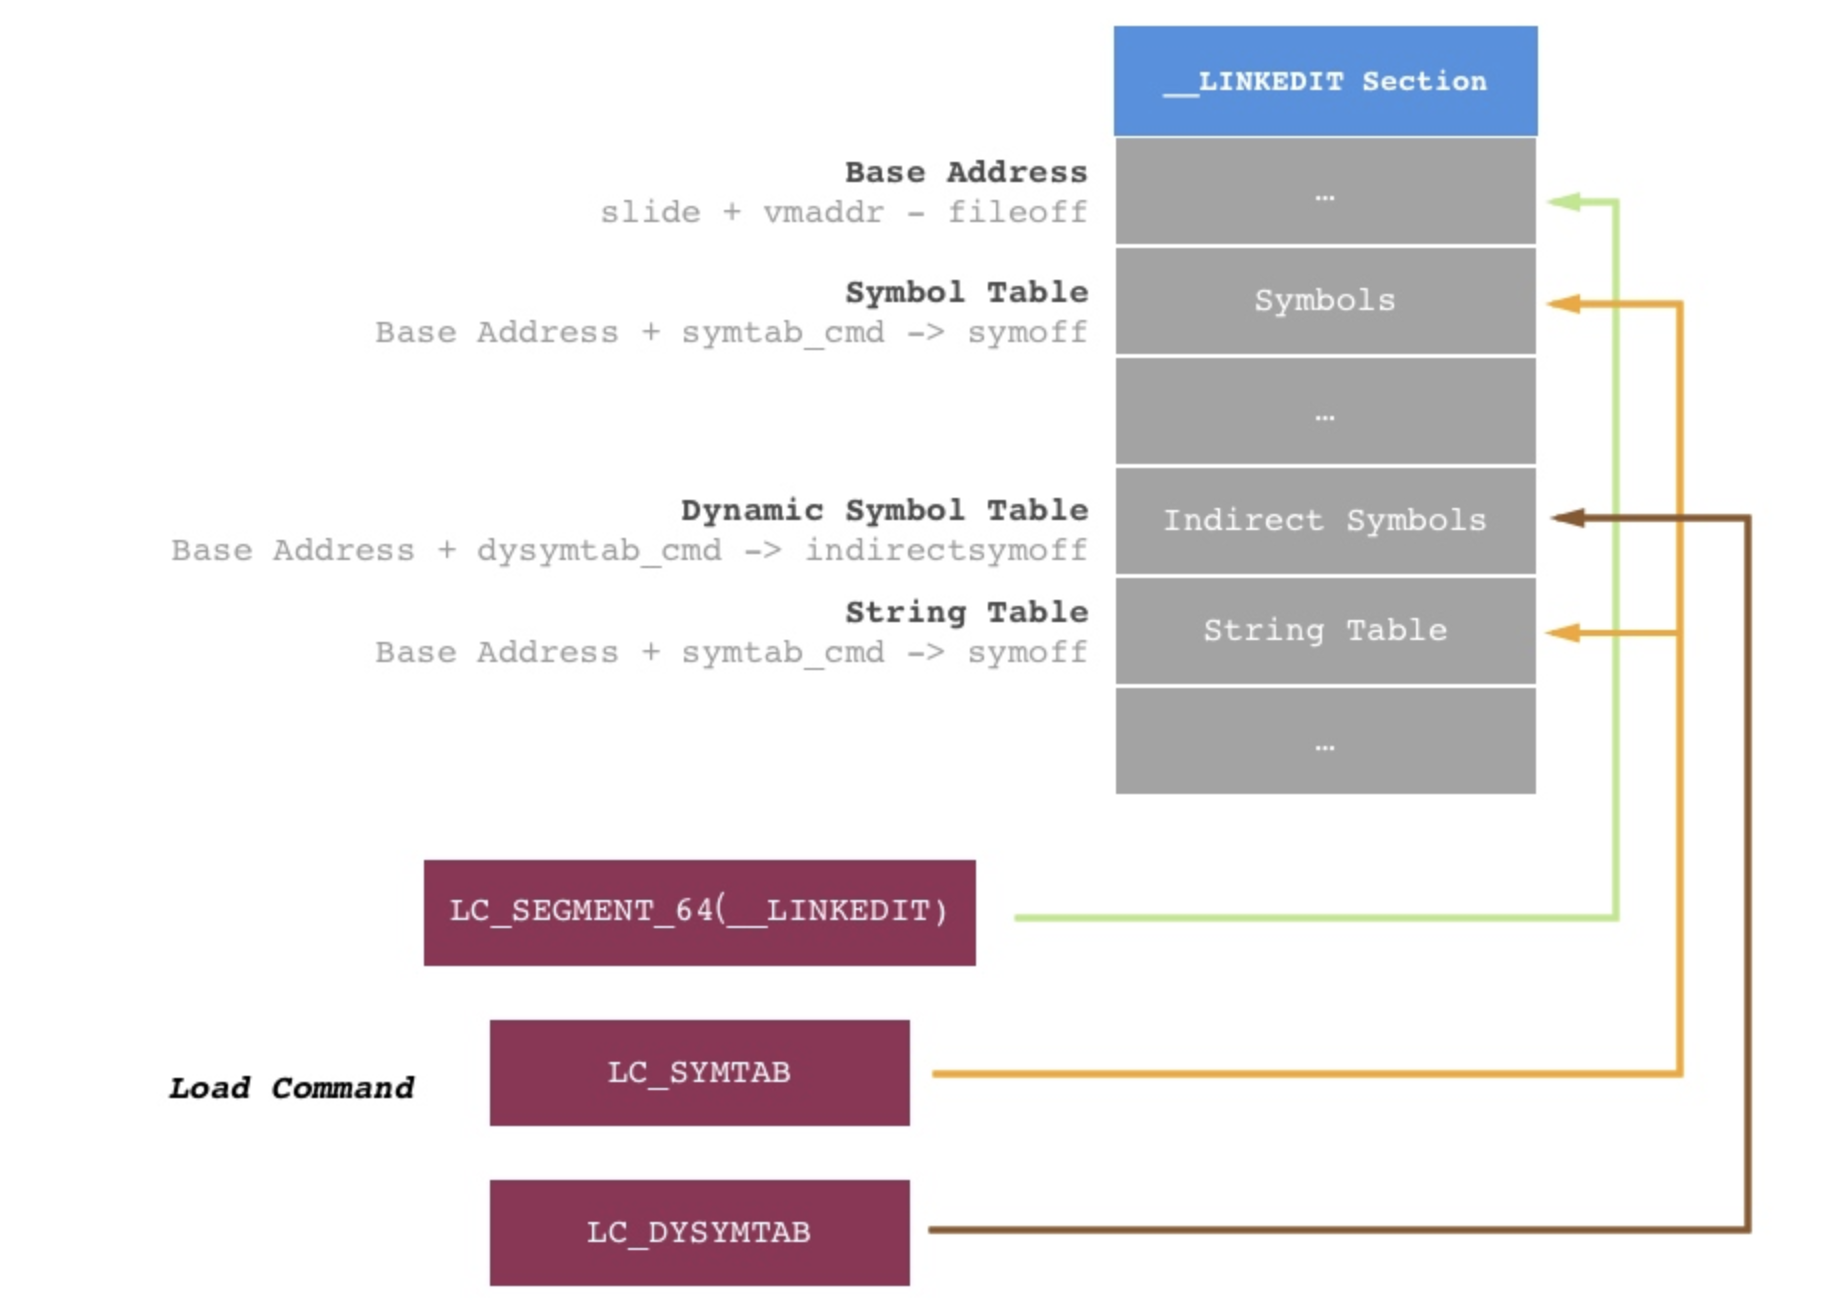 __LINKEDIT Section
Base Address
slide + vmaddr - fileoff
…
Symbol Table
Base Address + symtab_cmd -> symoff
Symbols
…
Dynamic Symbol Table
Base Address + dysymtab_cmd -> indirectsymoff
Indirect Symbols
String Table
Base Address + symtab_cmd -> symoff
String Table
…
LC_SEGMENT_64(__LINKEDIT)
Load Command
LC_SYMTAB
LC_DYSYMTAB